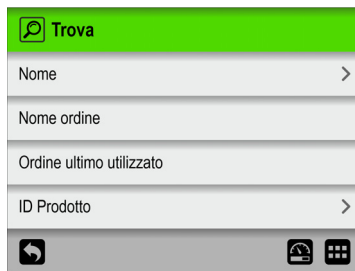 Trova
Nome
Nome ordine
Ordine ultimo utilizzato
ID Prodotto